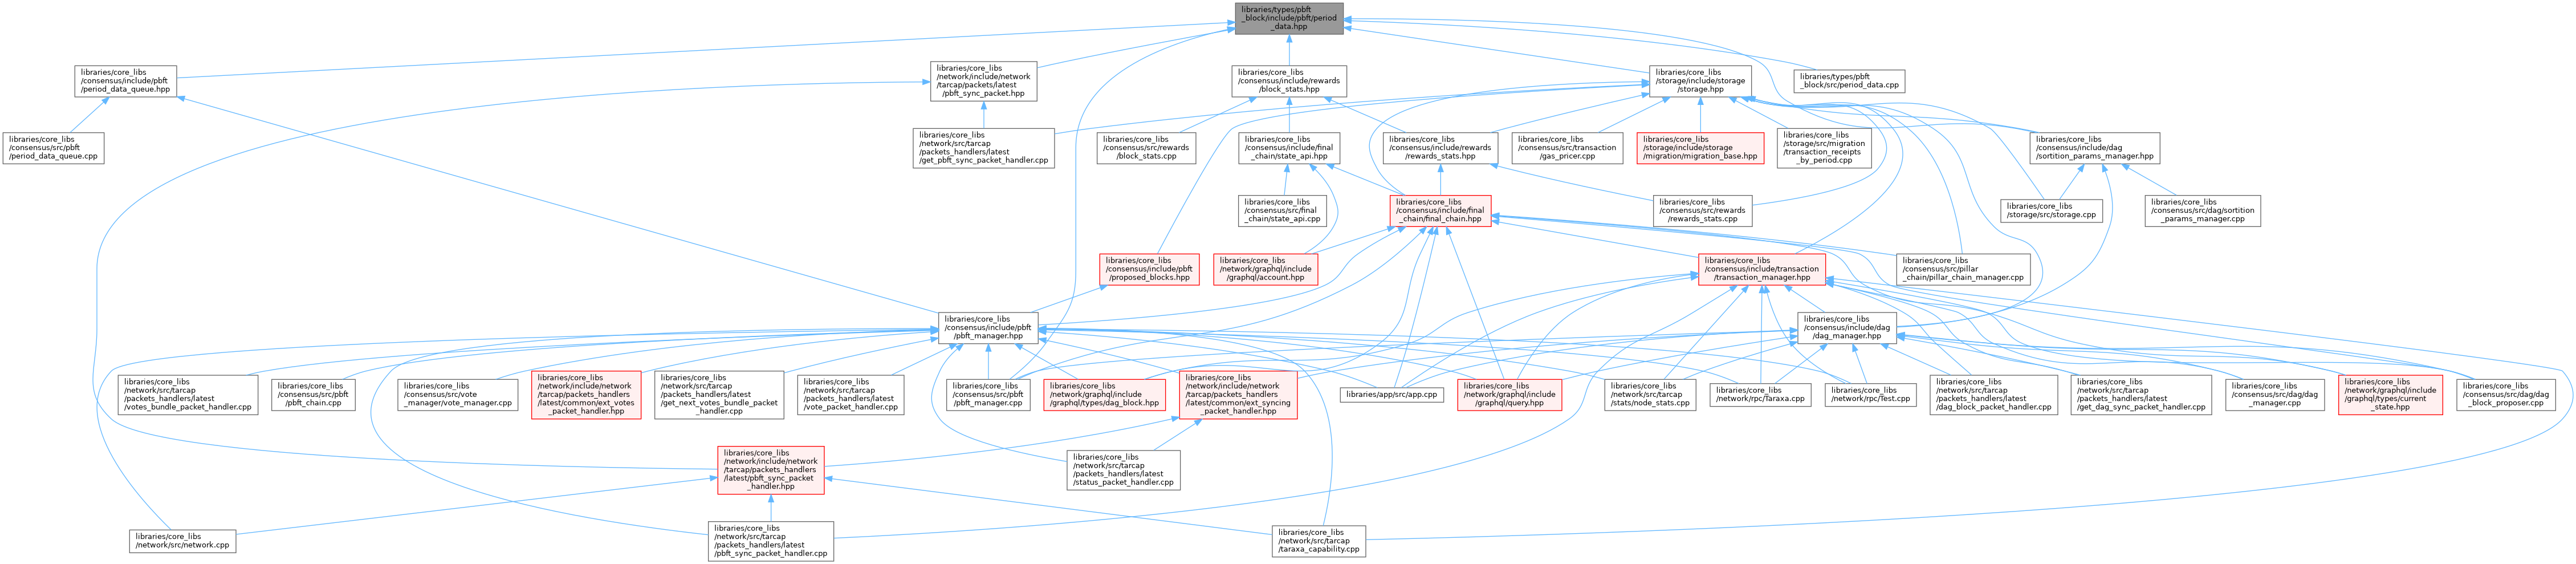 libraries/types/pbft
_block/include/pbft/period
_data.hpp
libraries/core_libs
/consensus/include/pbft
/period_data_queue.hpp
libraries/core_libs
/network/include/network
/tarcap/packets/latest
/pbft_sync_packet.hpp
libraries/core_libs
/consensus/include/rewards
/block_stats.hpp
libraries/core_libs
/storage/include/storage
/storage.hpp
libraries/types/pbft
_block/src/period_data.cpp
libraries/core_libs
/consensus/src/pbft
/period_data_queue.cpp
libraries/core_libs
/network/src/tarcap
/packets_handlers/latest
/get_pbft_sync_packet_handler.cpp
libraries/core_libs
/consensus/src/rewards
/block_stats.cpp
libraries/core_libs
/consensus/include/final
_chain/state_api.hpp
libraries/core_libs
/consensus/include/rewards
/rewards_stats.hpp
libraries/core_libs
/consensus/src/transaction
/gas_pricer.cpp
libraries/core_libs
/storage/include/storage
/migration/migration_base.hpp
libraries/core_libs
/storage/src/migration
/transaction_receipts
_by_period.cpp
libraries/core_libs
/consensus/include/dag
/sortition_params_manager.hpp
libraries/core_libs
/consensus/src/final
_chain/state_api.cpp
libraries/core_libs
/consensus/include/final
_chain/final_chain.hpp
libraries/core_libs
/consensus/src/rewards
/rewards_stats.cpp
libraries/core_libs
/storage/src/storage.cpp
libraries/core_libs
/consensus/src/dag/sortition
_params_manager.cpp
libraries/core_libs
/consensus/include/pbft
/proposed_blocks.hpp
libraries/core_libs
/network/graphql/include
/graphql/account.hpp
libraries/core_libs
/consensus/include/transaction
/transaction_manager.hpp
libraries/core_libs
/consensus/src/pillar
_chain/pillar_chain_manager.cpp
libraries/core_libs
/consensus/include/pbft
/pbft_manager.hpp
libraries/core_libs
/consensus/include/dag
/dag_manager.hpp
libraries/core_libs
/network/src/tarcap
/packets_handlers/latest
/votes_bundle_packet_handler.cpp
libraries/core_libs
/consensus/src/pbft
/pbft_chain.cpp
libraries/core_libs
/consensus/src/vote
_manager/vote_manager.cpp
libraries/core_libs
/network/include/network
/tarcap/packets_handlers
/latest/common/ext_votes
_packet_handler.hpp
libraries/core_libs
/network/src/tarcap
/packets_handlers/latest
/get_next_votes_bundle_packet
_handler.cpp
libraries/core_libs
/network/src/tarcap
/packets_handlers/latest
/vote_packet_handler.cpp
libraries/core_libs
/consensus/src/pbft
/pbft_manager.cpp
libraries/core_libs
/network/graphql/include
/graphql/types/dag_block.hpp
libraries/core_libs
/network/include/network
/tarcap/packets_handlers
/latest/common/ext_syncing
_packet_handler.hpp
libraries/app/src/app.cpp
libraries/core_libs
/network/graphql/include
/graphql/query.hpp
libraries/core_libs
/network/src/tarcap
/stats/node_stats.cpp
libraries/core_libs
/network/rpc/Taraxa.cpp
libraries/core_libs
/network/rpc/Test.cpp
libraries/core_libs
/network/src/tarcap
/packets_handlers/latest
/dag_block_packet_handler.cpp
libraries/core_libs
/network/src/tarcap
/packets_handlers/latest
/get_dag_sync_packet_handler.cpp
libraries/core_libs
/consensus/src/dag/dag
_manager.cpp
libraries/core_libs
/network/graphql/include
/graphql/types/current
_state.hpp
libraries/core_libs
/consensus/src/dag/dag
_block_proposer.cpp
libraries/core_libs
/network/include/network
/tarcap/packets_handlers
/latest/pbft_sync_packet
_handler.hpp
libraries/core_libs
/network/src/tarcap
/packets_handlers/latest
/status_packet_handler.cpp
libraries/core_libs
/network/src/network.cpp
libraries/core_libs
/network/src/tarcap
/packets_handlers/latest
/pbft_sync_packet_handler.cpp
libraries/core_libs
/network/src/tarcap
/taraxa_capability.cpp